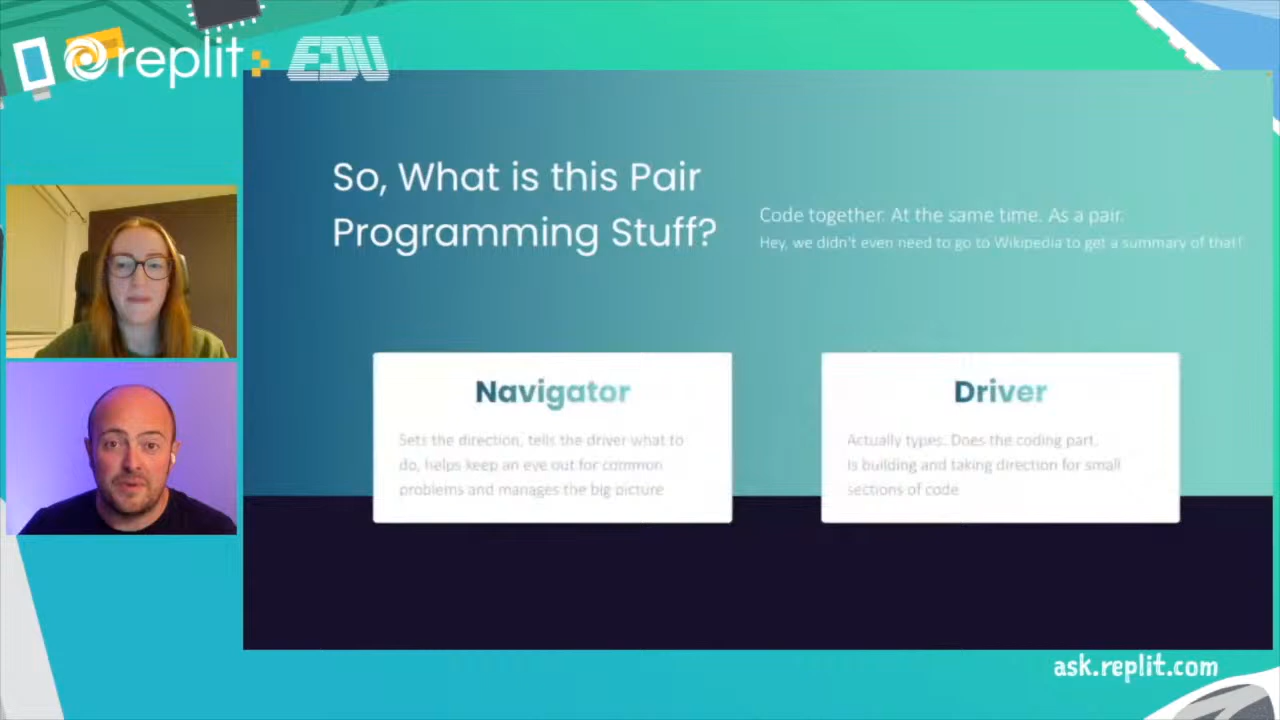 replit EDU
So, What is this Pair
Programming Stuff?
Code together. At the same time. As a pair.
Hey, we didn't even need to go to Wikipedia to get a summary of that!
Navigator
Sets the direction, tells the driver what to
do, helps keep an eye out for common
problems and manages the big picture
Driver
Actually types. Does the coding part.
Is building and taking direction for small
sections of code
ask.replit.com